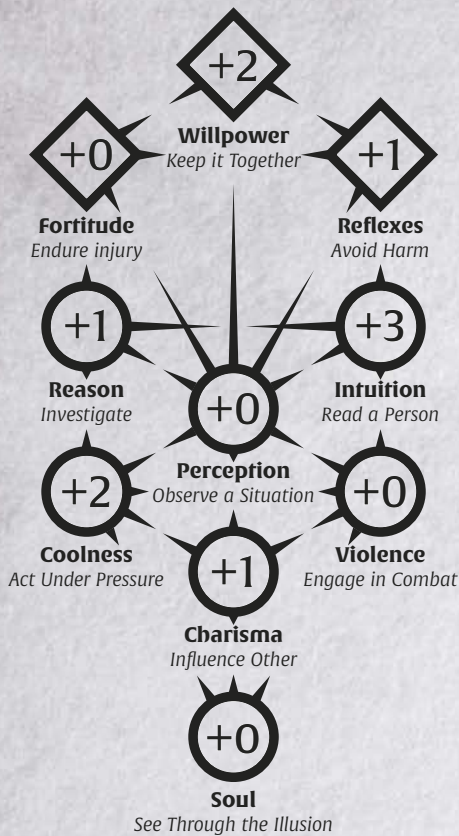 +2
Willpower
Keep it Together
+0
Fortitude
Endure injury
+1
Reflexes
Avoid Harm
+1
Reason
Investigate
+3
Intuition
Read a Person
+0
Perception
Observe a Situation
+2
Coolness
Act Under Pressure
+0
Violence
Engage in Combat
+1
Charisma
Influence Other
+0
Soul
See Through the Illusion